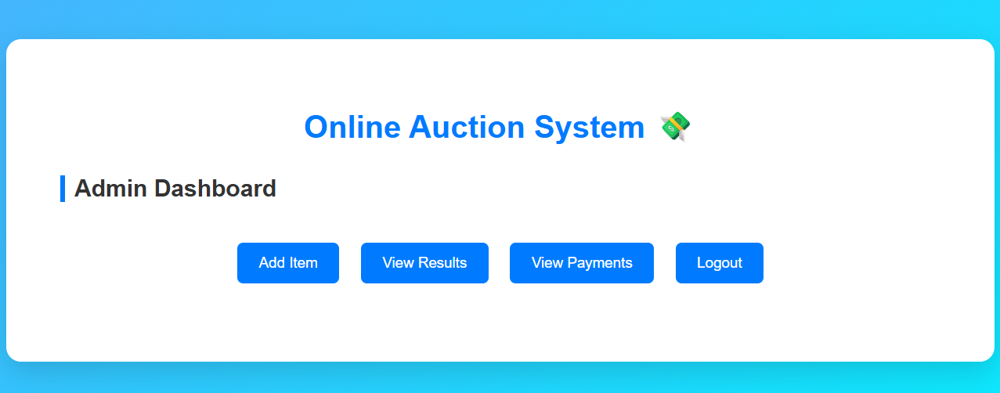 Online Auction System 💸
Admin Dashboard
Add Item View Results View Payments Logout